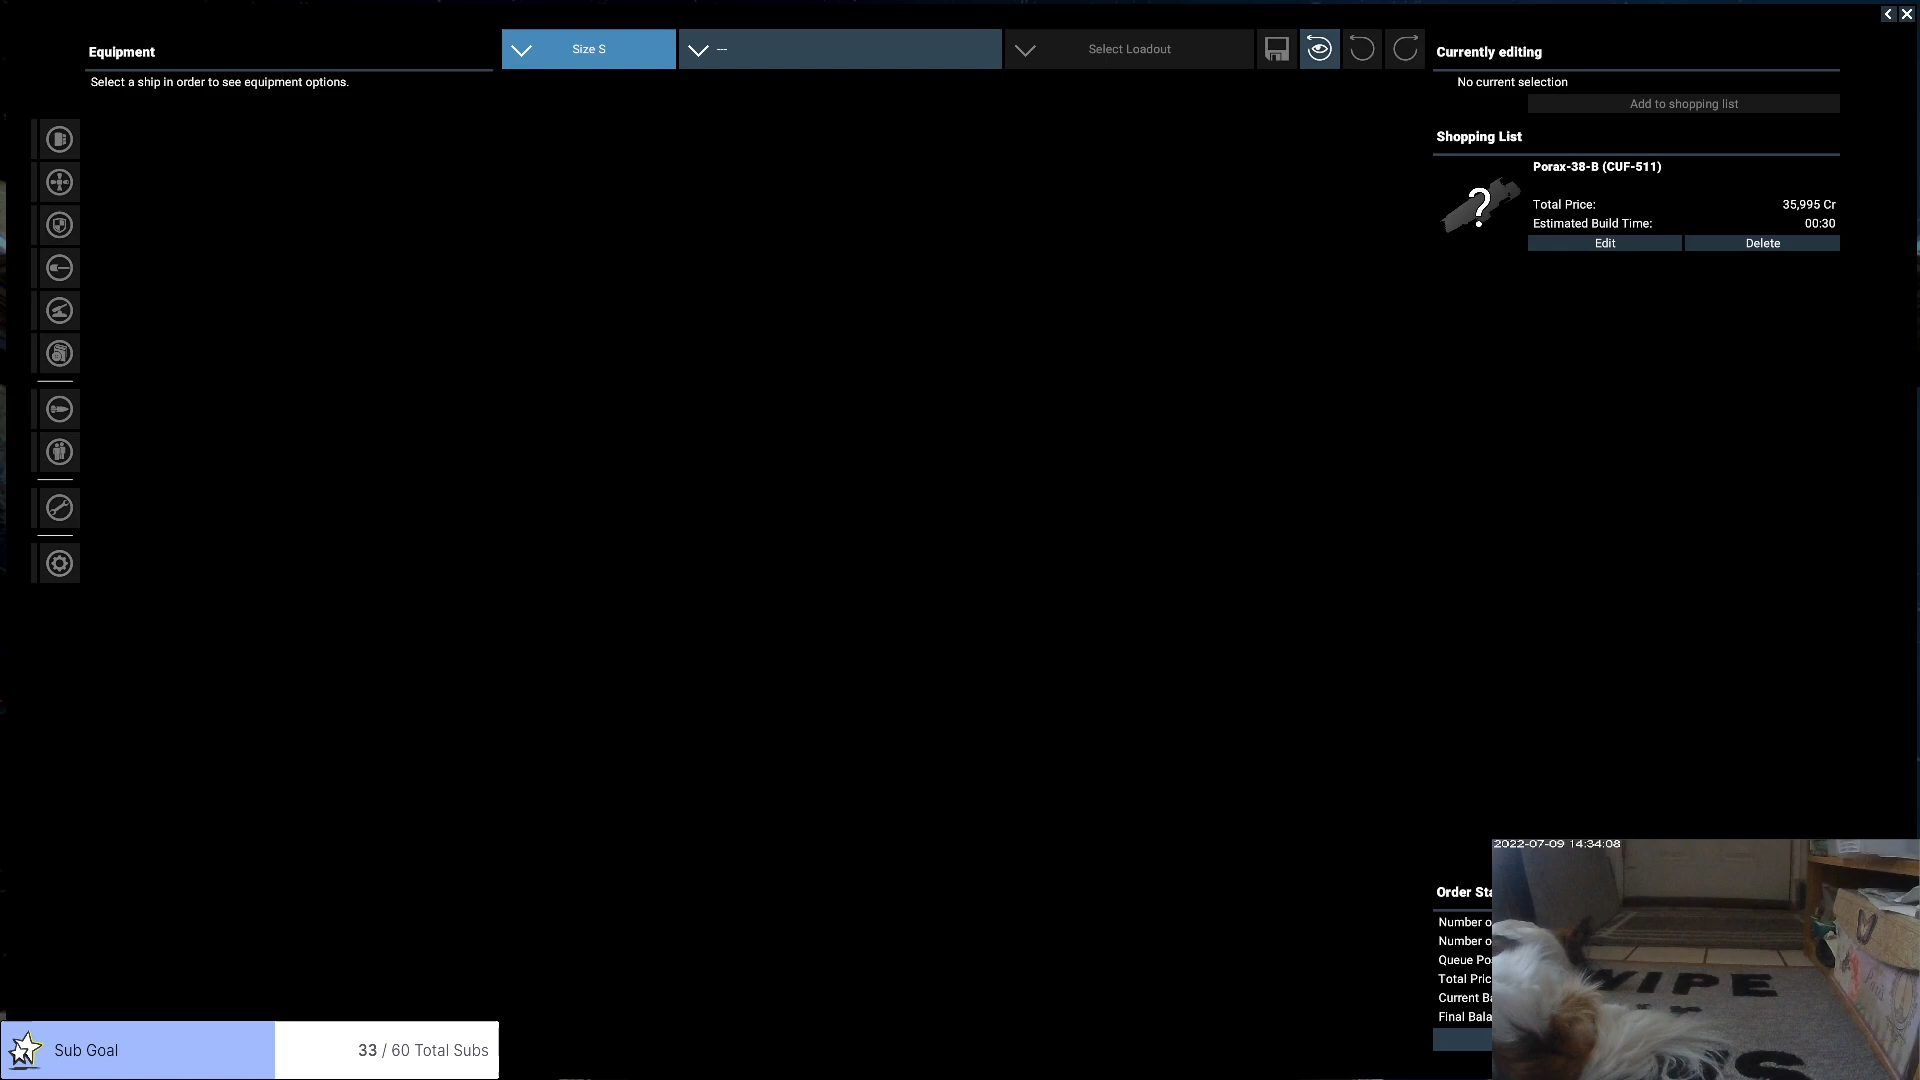 Equipment
Select a ship in order to see equipment options.
Size S
---
Select Loadout
Currently editing
No current selection
Add to shopping list
Shopping List
Porax-38-B (CUF-511)
?
Total Price: 35,995 Cr
Estimated Build Time: 00:30
Edit
Delete
2022-07-09 14:34:08
Order Sta
Number o
Number o
Queue Po
Total Pric
Current Ba
Final Bala
WIPE
Sub Goal
33 / 60 Total Subs